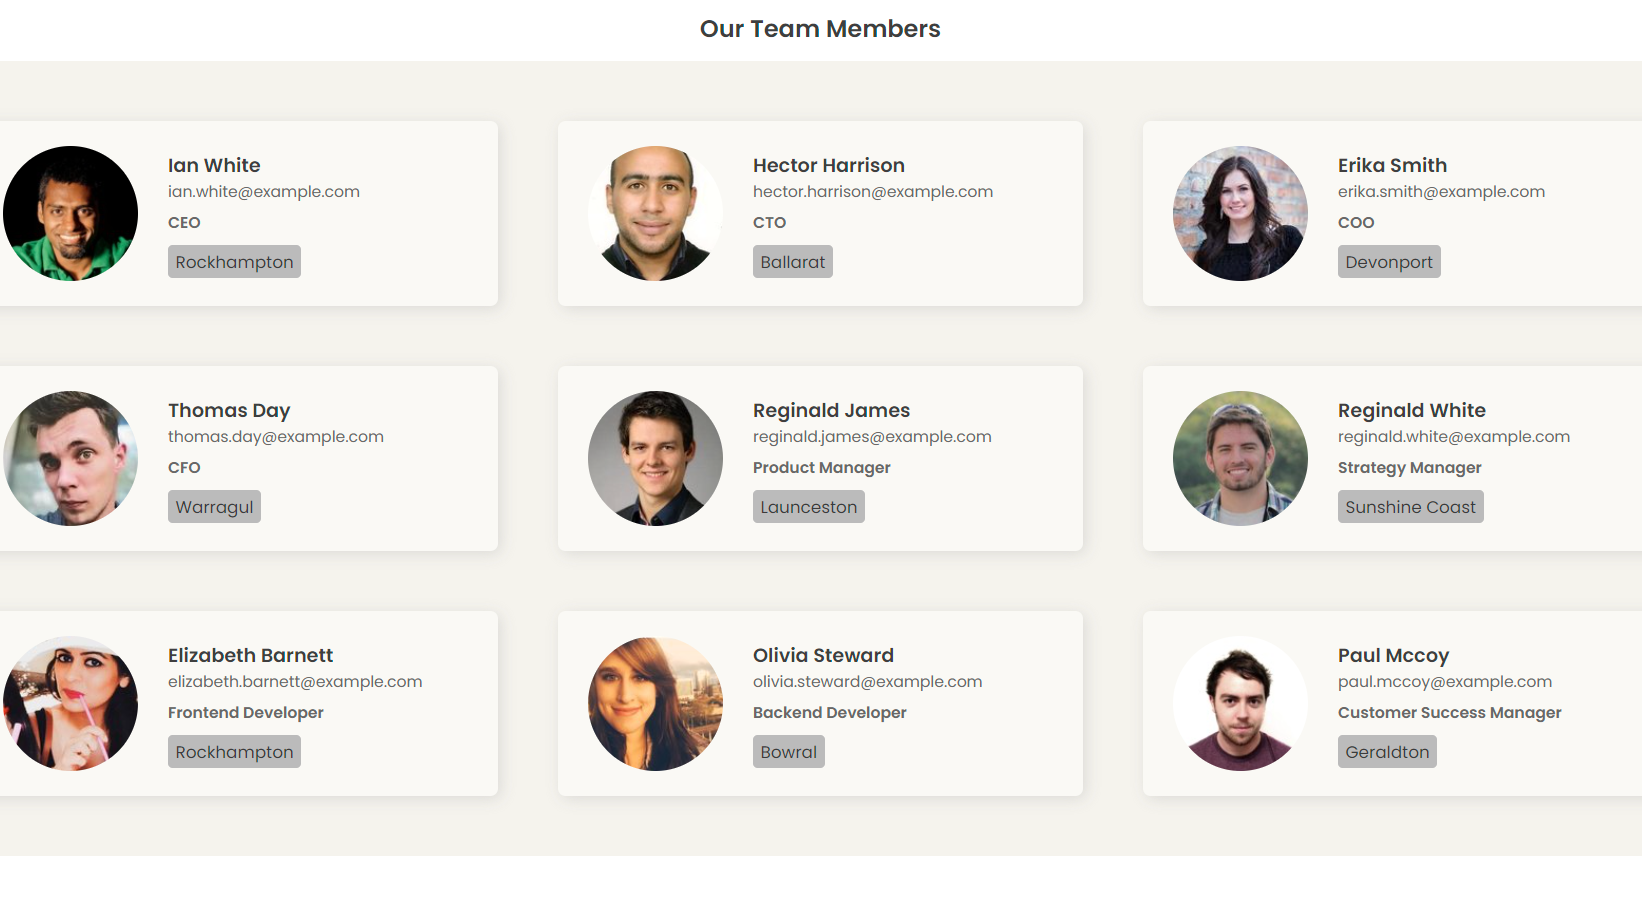 Our Team Members
Ian White
ian.white@example.com
CEO
Rockhampton
Hector Harrison
hector.harrison@example.com
CTO
Ballarat
Erika Smith
erika.smith@example.com
COO
Devonport
Thomas Day
thomas.day@example.com
CFO
Warragul
Reginald James
reginald.james@example.com
Product Manager
Launceston
Reginald White
reginald.white@example.com
Strategy Manager
Sunshine Coast
Elizabeth Barnett
elizabeth.barnett@example.com
Frontend Developer
Rockhampton
Olivia Steward
olivia.steward@example.com
Backend Developer
Bowral
Paul Mccoy
paul.mccoy@example.com
Customer Success Manager
Geraldton